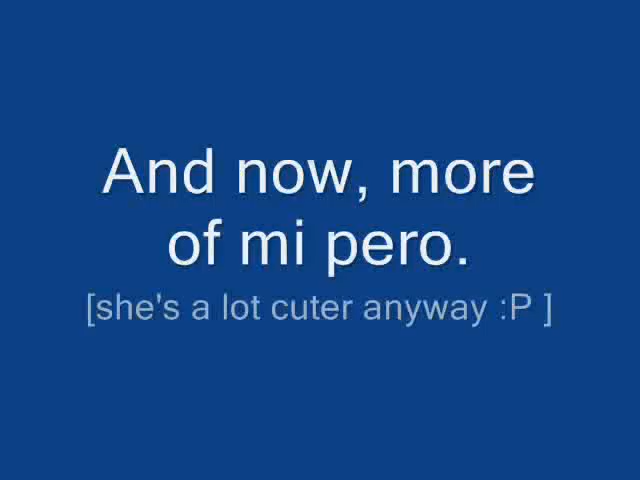 And now, more
of mi pero.
[she's a lot cuter anyway :P ]